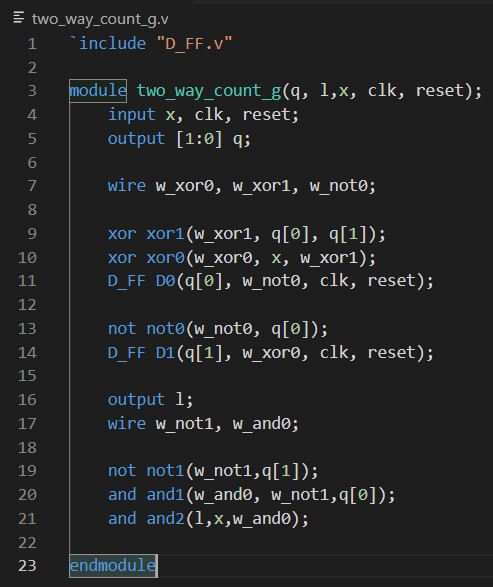 two_way_count_g.v
1 `include "D_FF.v"
2
3 module two_way_count_g(q, l,x, clk, reset);
4 input x, clk, reset;
5 output [1:0] q;
6
7 wire w_xor0, w_xor1, w_not0;
8
9 xor xor1(w_xor1, q[0], q[1]);
10 xor xor0(w_xor0, x, w_xor1);
11 D_FF D0(q[0], w_not0, clk, reset);
12
13 not not0(w_not0, q[0]);
14 D_FF D1(q[1], w_xor0, clk, reset);
15
16 output l;
17 wire w_not1, w_and0;
18
19 not not1(w_not1,q[1]);
20 and and1(w_and0, w_not1,q[0]);
21 and and2(l,x,w_and0);
22
23 endmodule